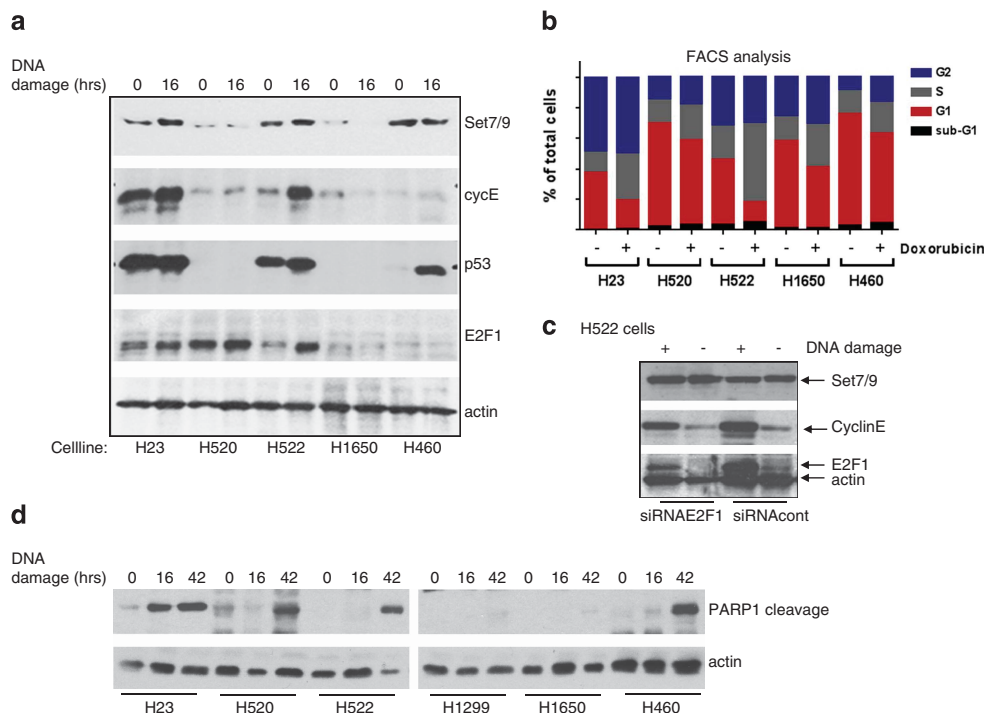 a
DNA
damage (hrs)
0 16 0 16 0 16 0 16 0 16
Set7/9
cycE
p53
E2F1
actin
Cellline: H23 H520 H522 H1650 H460
b
FACS analysis
% of total cells
G2
S
G1
sub-G1
- + - + - + - + - + Doxorubicin
H23 H520 H522 H1650 H460
c
H522 cells
+ - + - DNA damage
Set7/9
CyclinE
E2F1
actin
siRNAE2F1 siRNAcont
d
DNA
damage (hrs)
0 16 42 0 16 42 0 16 42 0 16 42 0 16 42 0 16 42
PARP1 cleavage
actin
H23 H520 H522 H1299 H1650 H460